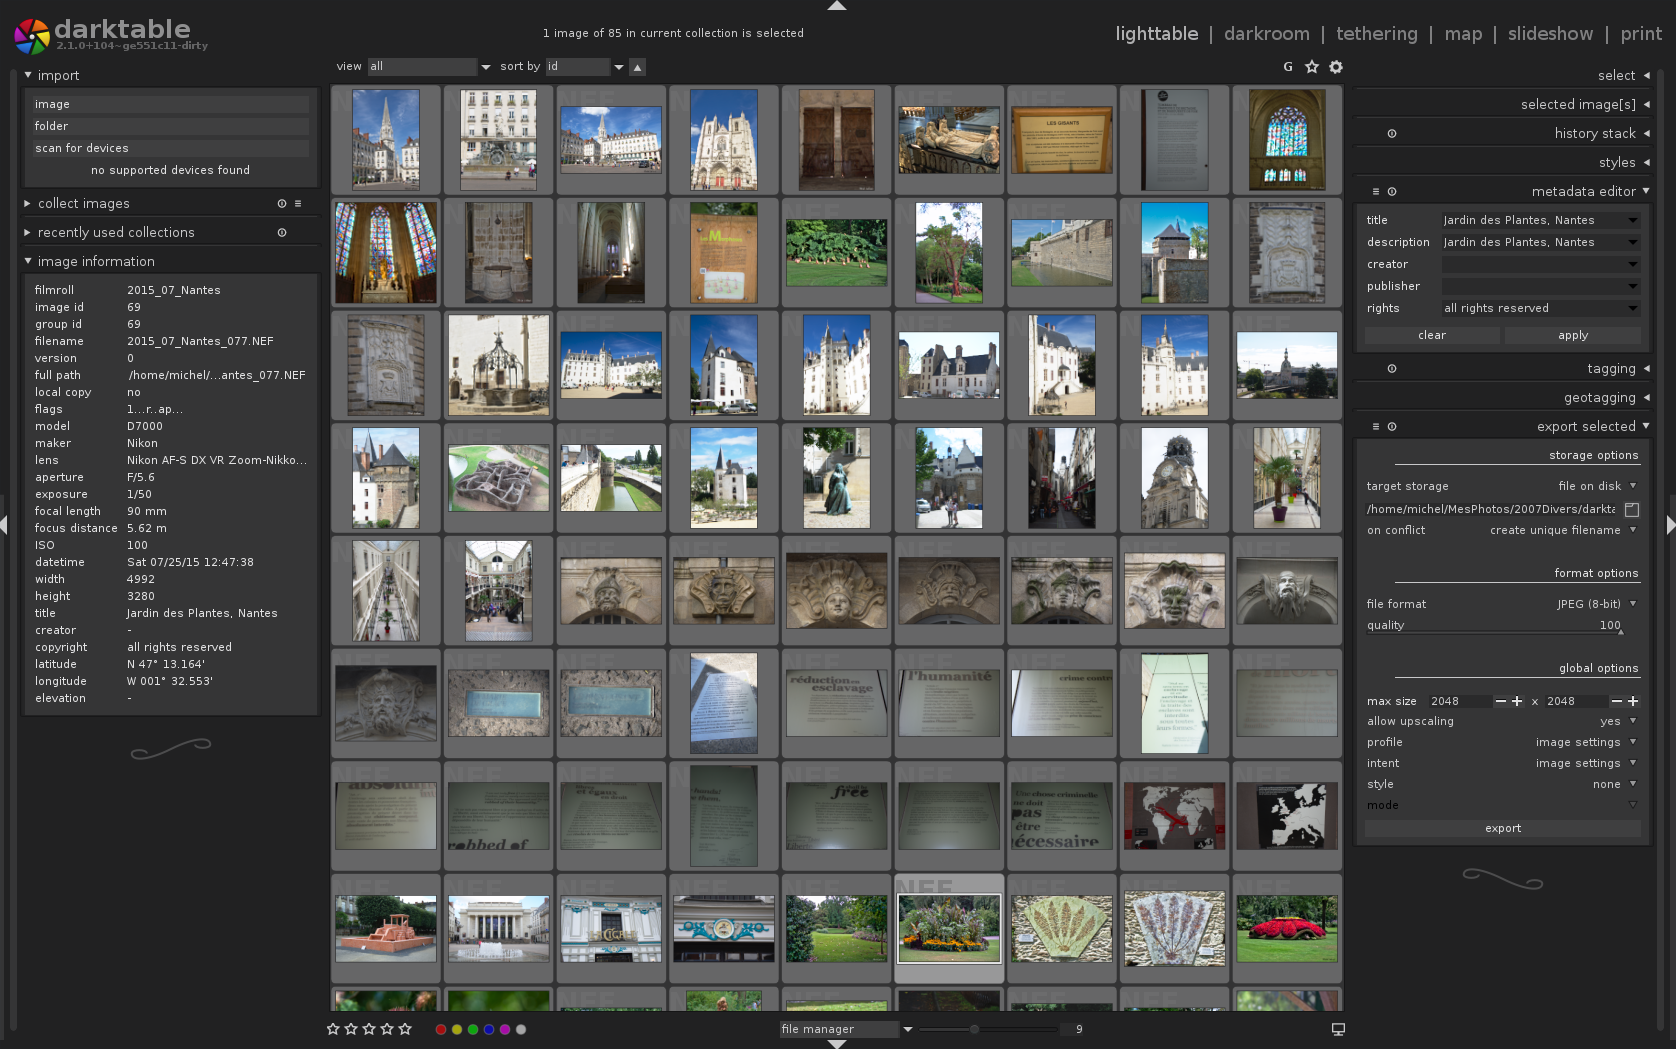 darktable
2.1.0+104~ge551c11-dirty
1 image of 85 in current collection is selected
lighttable | darkroom | tethering | map | slideshow | print
import
image
folder
scan for devices
no supported devices found
collect images
recently used collections
image information
filmroll 2015_07_Nantes
image id 69
group id 69
filename 2015_07_Nantes_077.NEF
version 0
full path /home/michel/...antes_077.NEF
local copy no
flags 1...r..ap...
model D7000
maker Nikon
lens Nikon AF-S DX VR Zoom-Nikko...
aperture F/5.6
exposure 1/50
focal length 90 mm
focus distance 5.62 m
ISO 100
datetime Sat 07/25/15 12:47:38
width 4992
height 3280
title Jardin des Plantes, Nantes
creator -
copyright all rights reserved
latitude N 47° 13.164'
longitude W 001° 32.553'
elevation -
view all sort by id
G
LES GISANTS
NEF
réduction en
esclavage
l'humanité
crime contre
absolute
robbed of
free
Une chose criminelle
ne doit
pas
être
nécessaire
file manager 9
select
selected image[s]
history stack
styles
metadata editor
title Jardin des Plantes, Nantes
description Jardin des Plantes, Nantes
creator
publisher
rights all rights reserved
clear apply
tagging
geotagging
export selected
storage options
target storage file on disk
/home/michel/MesPhotos/2007Divers/darkta
on conflict create unique filename
format options
file format JPEG (8-bit)
quality 100
global options
max size 2048 x 2048
allow upscaling yes
profile image settings
intent image settings
style none
mode
export